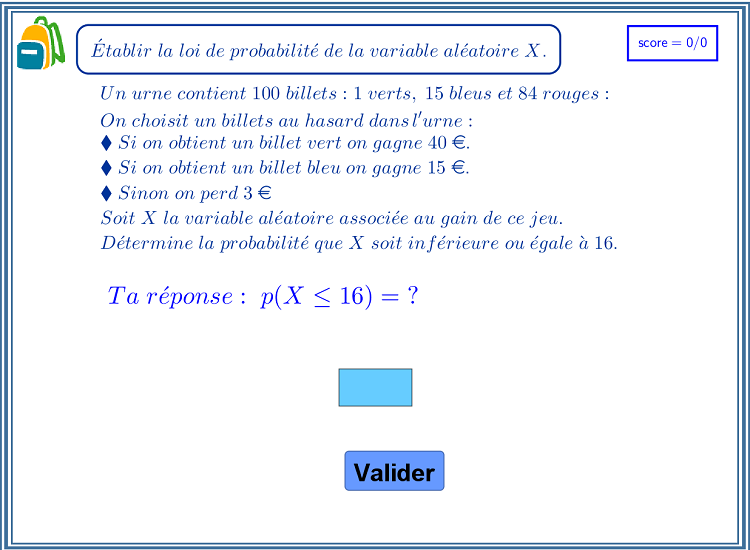 Établir la loi de probabilité de la variable aléatoire X.
score = 0/0
Un urne contient 100 billets : 1 verts, 15 bleus et 84 rouges :
On choisit un billets au hasard dans l'urne :
♦ Si on obtient un billet vert on gagne 40 €.
♦ Si on obtient un billet bleu on gagne 15 €.
♦ Sinon on perd 3 €
Soit X la variable aléatoire associée au gain de ce jeu.
Détermine la probabilité que X soit inférieure ou égale à 16.
Ta réponse : p(X ≤ 16) = ?
Valider